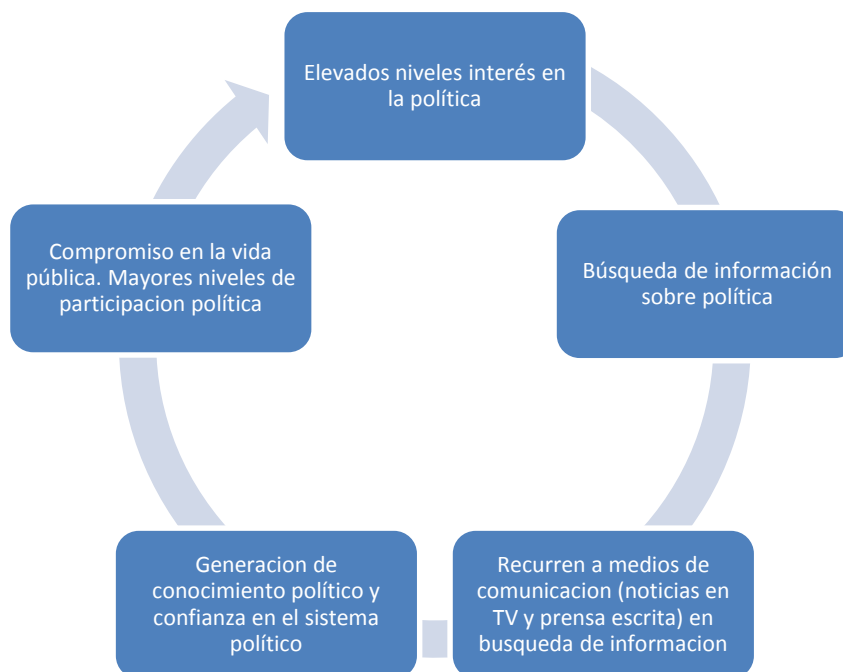 Elevados niveles interés en
la política
Búsqueda de información
sobre política
Recurren a medios de
comunicacion (noticias en
TV y prensa escrita) en
busqueda de informacion
Generacion de
conocimiento político y
confianza en el sistema
político
Compromiso en la vida
pública. Mayores niveles de
participacion política